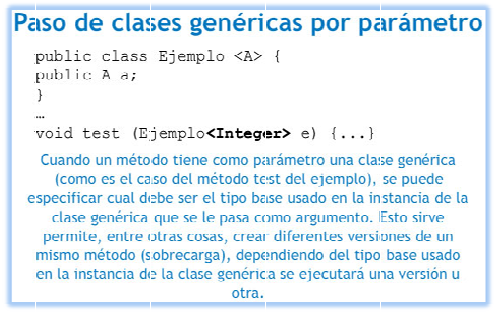 Paso de clases genéricas por parámetro
public class Ejemplo <A> {
public A a;
}
…
void test (Ejemplo<Integer> e) {...}
Cuando un método tiene como parámetro una clase genérica
(como es el caso del método test del ejemplo), se puede
especificar cual debe ser el tipo base usado en la instancia de la
clase genérica que se le pasa como argumento. Esto sirve
permite, entre otras cosas, crear diferentes versiones de un
mismo método (sobrecarga), dependiendo del tipo base usado
en la instancia de la clase genérica se ejecutará una versión u
otra.